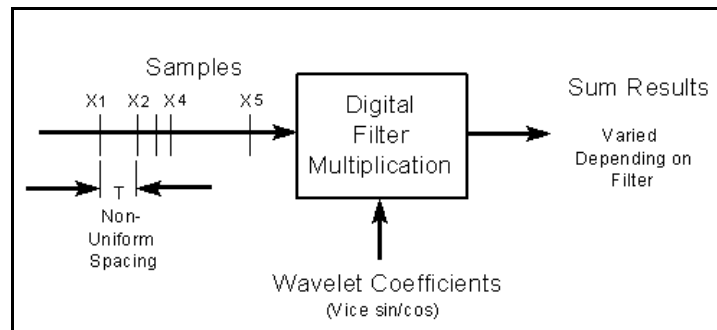 Samples
X1 X2 X4 X5
T
Non-
Uniform
Spacing
Digital
Filter
Multiplication
Wavelet Coefficients
(Vice sin/cos)
Sum Results
Varied
Depending on
Filter